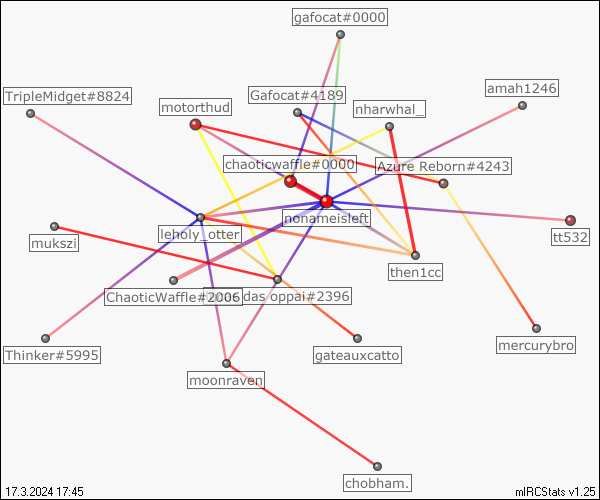 gafocat#0000
amah1246
TripleMidget#8824
Gafocat#4189
motorthud
nharwhal_
chaoticwaffle#0000
Azure Reborn#4243
nonameisleft
leholy_otter
tt532
mukszi
then1cc
ChaoticWaffle#2006
das oppai#2396
mercurybro
Thinker#5995
gateauxcatto
moonraven
chobham.
17.3.2024 17:45
mIRCStats v1.25